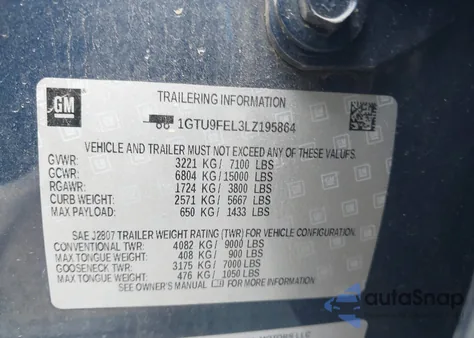 GM
TRAILERING INFORMATION
1GTU9FEL3LZ195864
VEHICLE AND TRAILER MUST NOT EXCEED ANY OF THESE VALUES
GVWR: 3221 KG / 7100 LBS
GCWR: 6804 KG / 15000 LBS
RGAWR: 1724 KG / 3800 LBS
CURB WEIGHT: 2571 KG / 5667 LBS
MAX PAYLOAD: 650 KG / 1433 LBS
SAE J2807 TRAILER WEIGHT RATING (TWR) FOR VEHICLE CONFIGURATION.
CONVENTIONAL TWR: 4082 KG / 9000 LBS
MAX TONGUE WEIGHT: 408 KG / 900 LBS
GOOSENECK TWR: 3175 KG / 7000 LBS
MAX TONGUE WEIGHT: 476 KG / 1050 LBS
SEE OWNER'S MANUAL FOR MORE INFORMATION
autoSnap